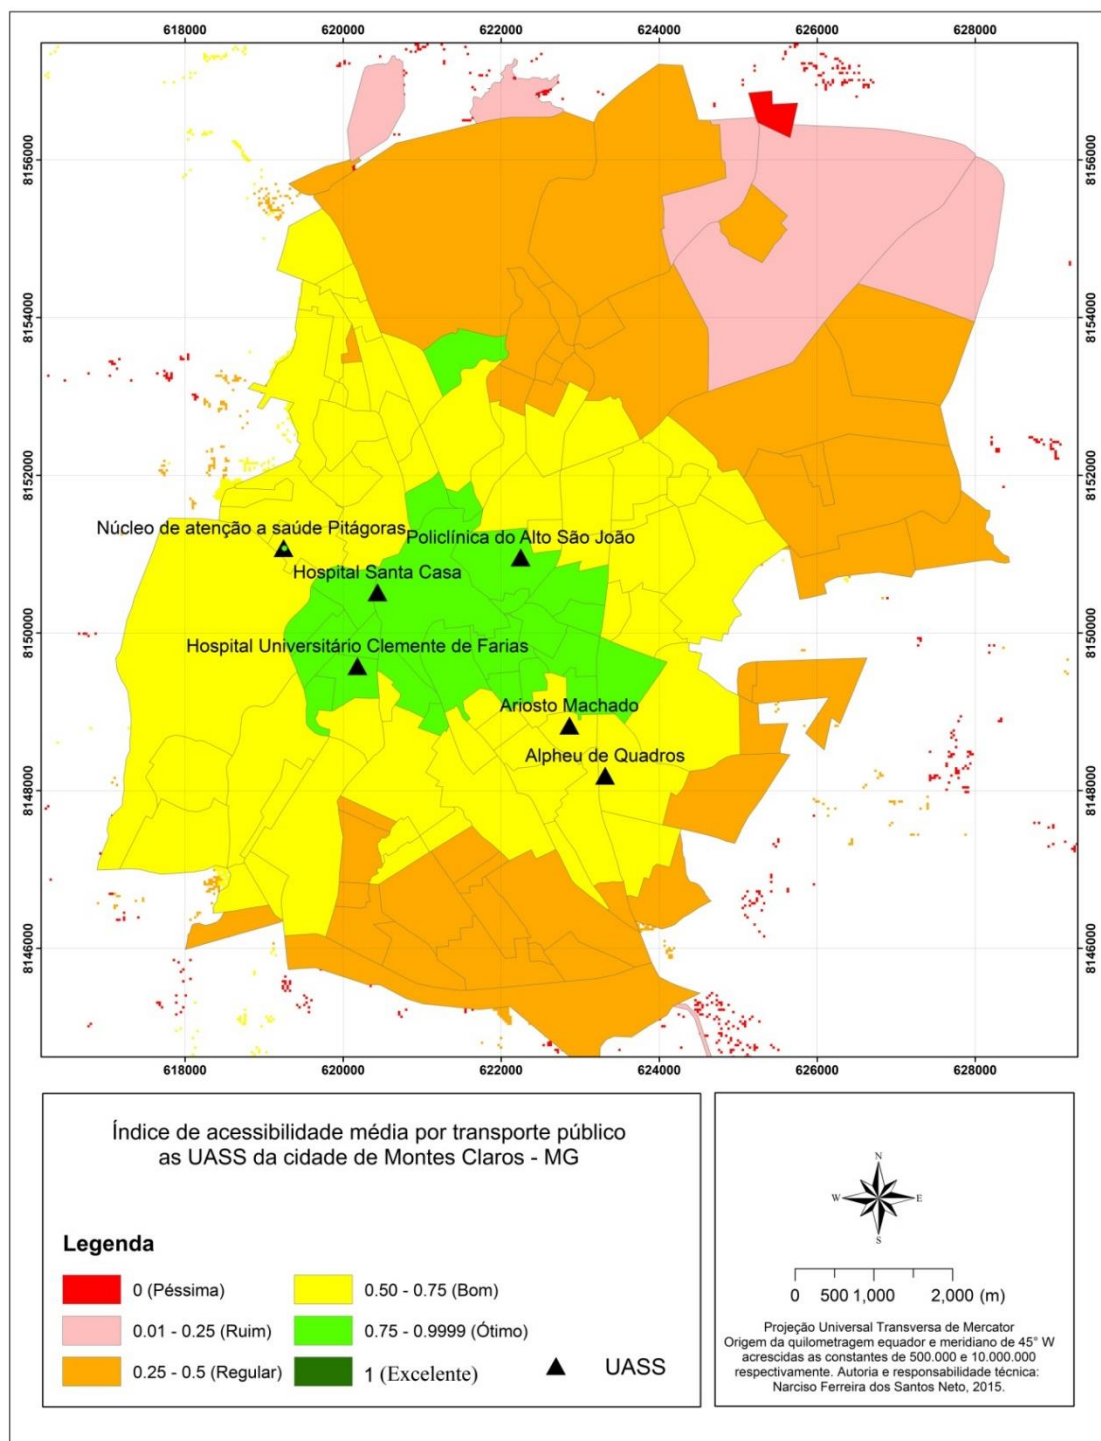 618000 620000 622000 624000 626000 628000
8156000 8156000
8154000 8154000
8152000 8152000
Núcleo de atenção a saúde Pitágoras
Policlínica do Alto São João
Hospital Santa Casa
8150000 8150000
Hospital Universitário Clemente de Farias
Ariosto Machado
Alpheu de Quadros
8148000 8148000
8146000 8146000
618000 620000 622000 624000 626000 628000
Índice de acessibilidade média por transporte público
as UASS da cidade de Montes Claros - MG
Legenda
0 (Péssima)
0.01 - 0.25 (Ruim)
0.25 - 0.5 (Regular)
0.50 - 0.75 (Bom)
0.75 - 0.9999 (Ótimo)
1 (Excelente)
UASS
N
W E
S
0 500 1,000 2,000 (m)
Projeção Universal Transversa de Mercator
Origem da quilometragem equador e meridiano de 45° W
acrescidas as constantes de 500.000 e 10.000.000
respectivamente. Autoria e responsabilidade técnica:
Narciso Ferreira dos Santos Neto, 2015.